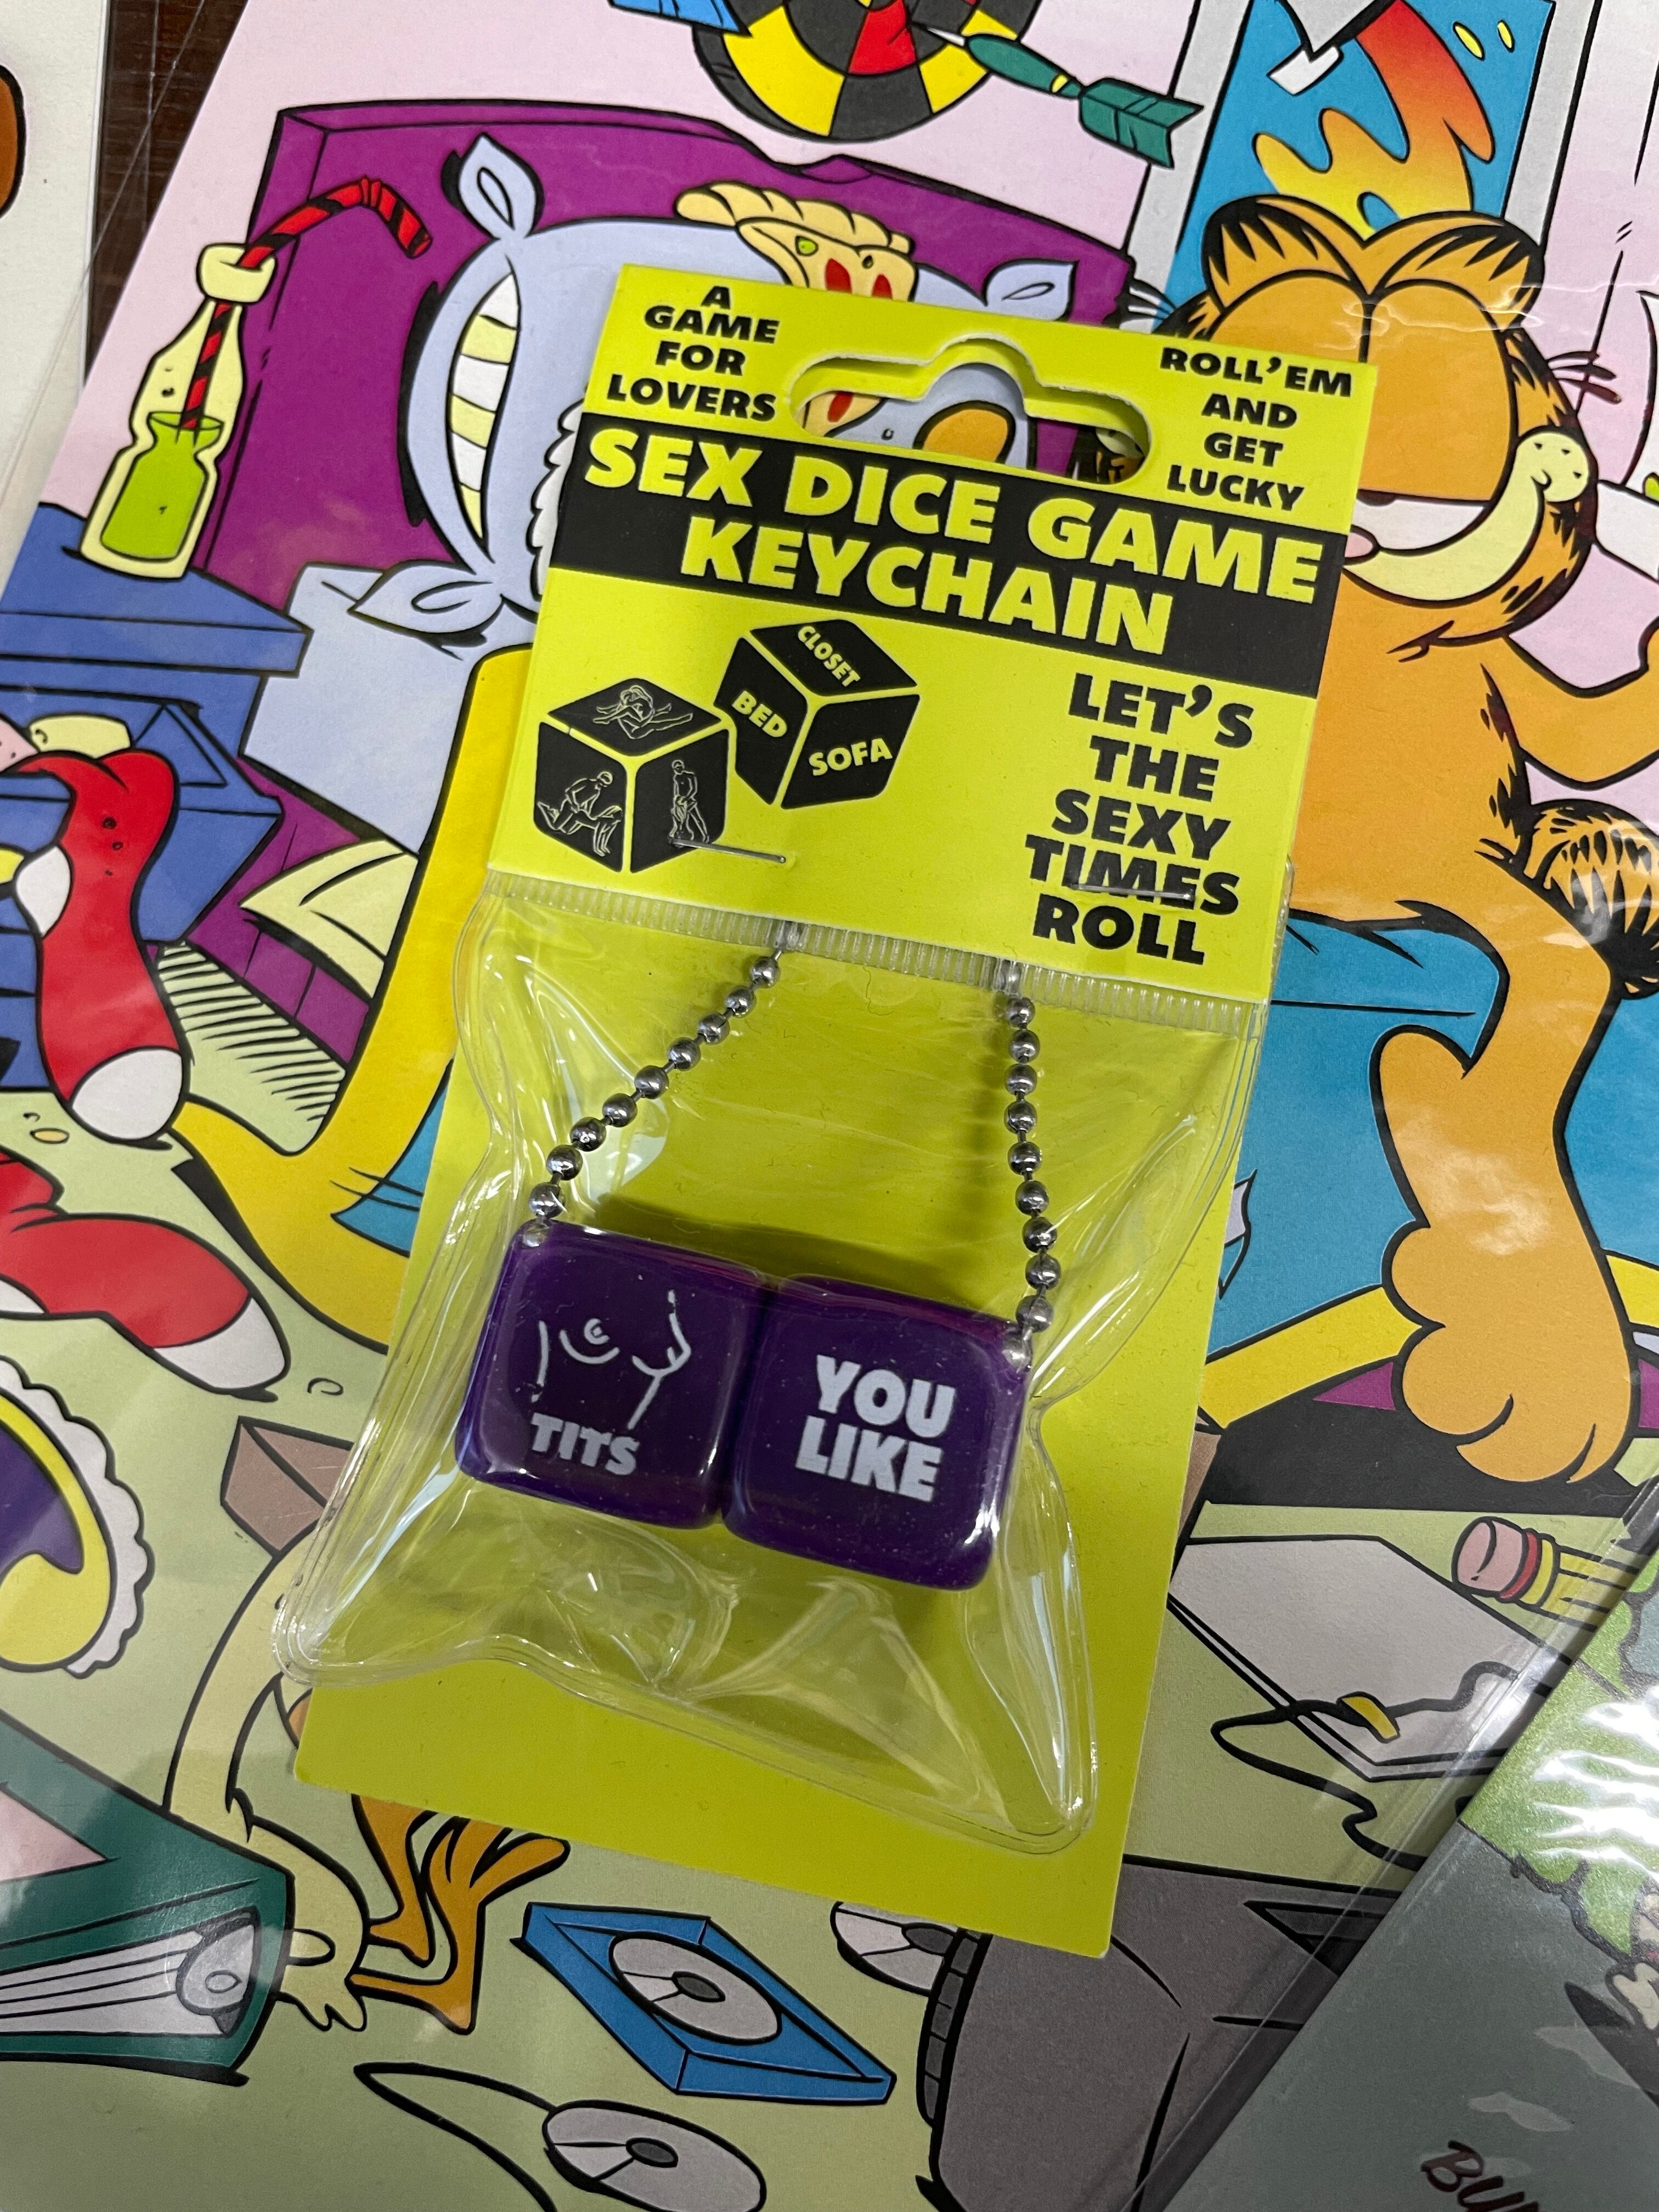 A
GAME
FOR
LOVERS
ROLL'EM
AND
GET
LUCKY
SEX DICE GAME
KEYCHAIN
CLOSET
BED
SOFA
LET'S
THE
SEXY
TIMES
ROLL
TITS
YOU
LIKE